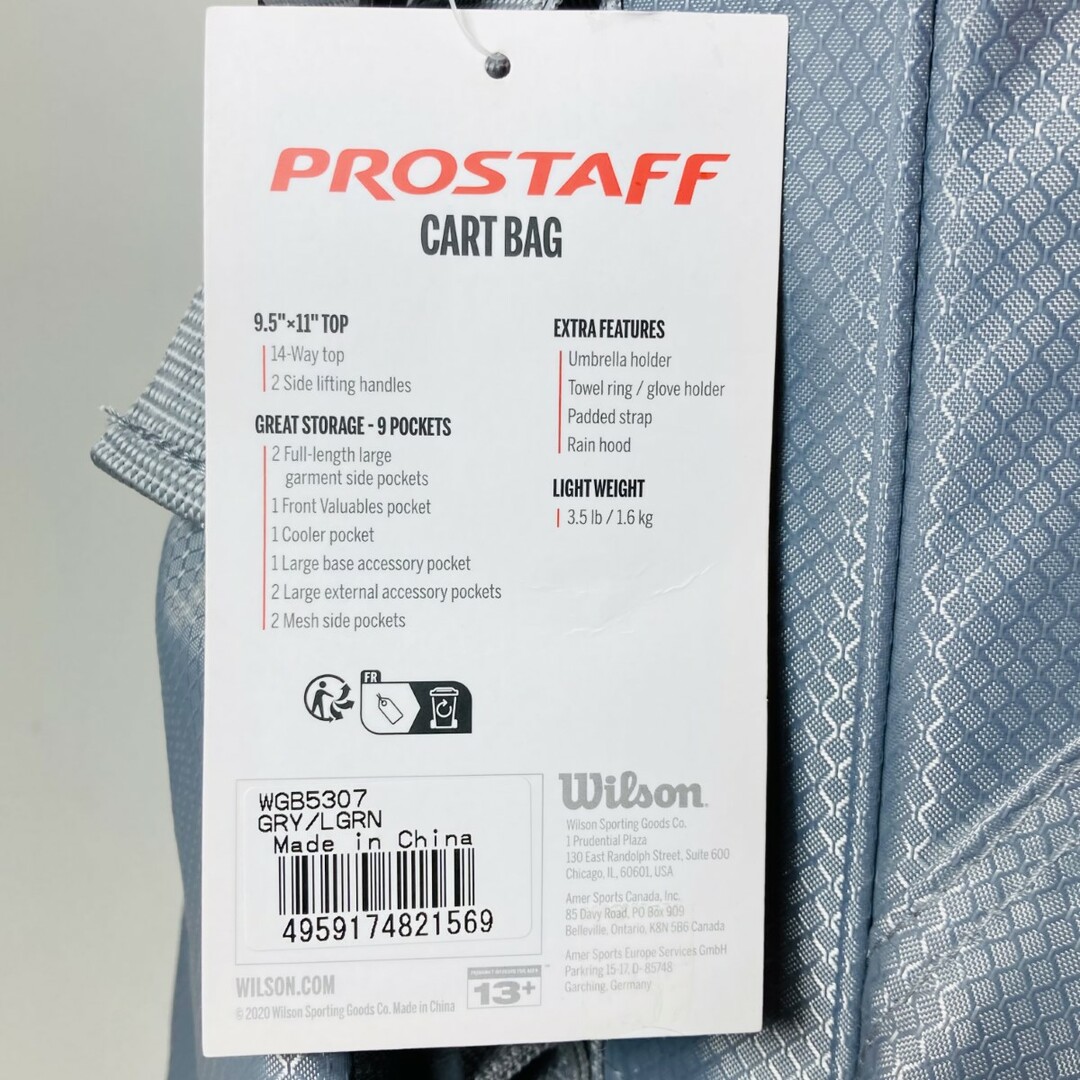 PROSTAFF
CART BAG
9.5"×11" TOP
14-Way top
2 Side lifting handles
GREAT STORAGE - 9 POCKETS
2 Full-length large
garment side pockets
1 Front Valuables pocket
1 Cooler pocket
1 Large base accessory pocket
2 Large external accessory pockets
2 Mesh side pockets
EXTRA FEATURES
Umbrella holder
Towel ring / glove holder
Padded strap
Rain hood
LIGHT WEIGHT
3.5 lb / 1.6 kg
FR
WGB5307
GRY/LGRN
Made in China
4959174821569
Wilson.
Wilson Sporting Goods Co.
1 Prudential Plaza
130 East Randolph Street, Suite 600
Chicago, IL, 60601, USA
Amer Sports Canada, Inc.
85 Davy Road, PO Box 909
Belleville, Ontario, K8N 5B6 Canada
Amer Sports Europe Services GmbH
Parkring 15-17, D-85748
Garching, Germany
WILSON.COM
© 2020 Wilson Sporting Goods Co. Made in China
13+